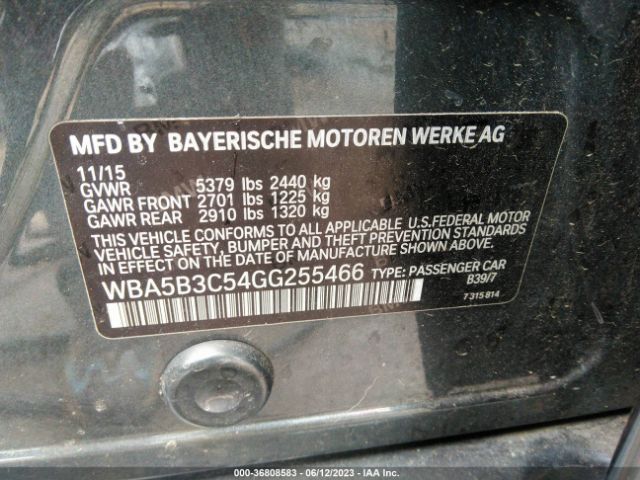 MFD BY BAYERISCHE MOTOREN WERKE AG
11/15
GVWR 5379 lbs 2440 kg
GAWR FRONT 2701 lbs 1225 kg
GAWR REAR 2910 lbs 1320 kg
THIS VEHICLE CONFORMS TO ALL APPLICABLE U.S.FEDERAL MOTOR
VEHICLE SAFETY, BUMPER AND THEFT PREVENTION STANDARDS
IN EFFECT ON THE DATE OF MANUFACTURE SHOWN ABOVE.
WBA5B3C54GG255466 TYPE: PASSENGER CAR
B39/7
7 315 814
000-36808583 - 06/12/2023 - IAA Inc.